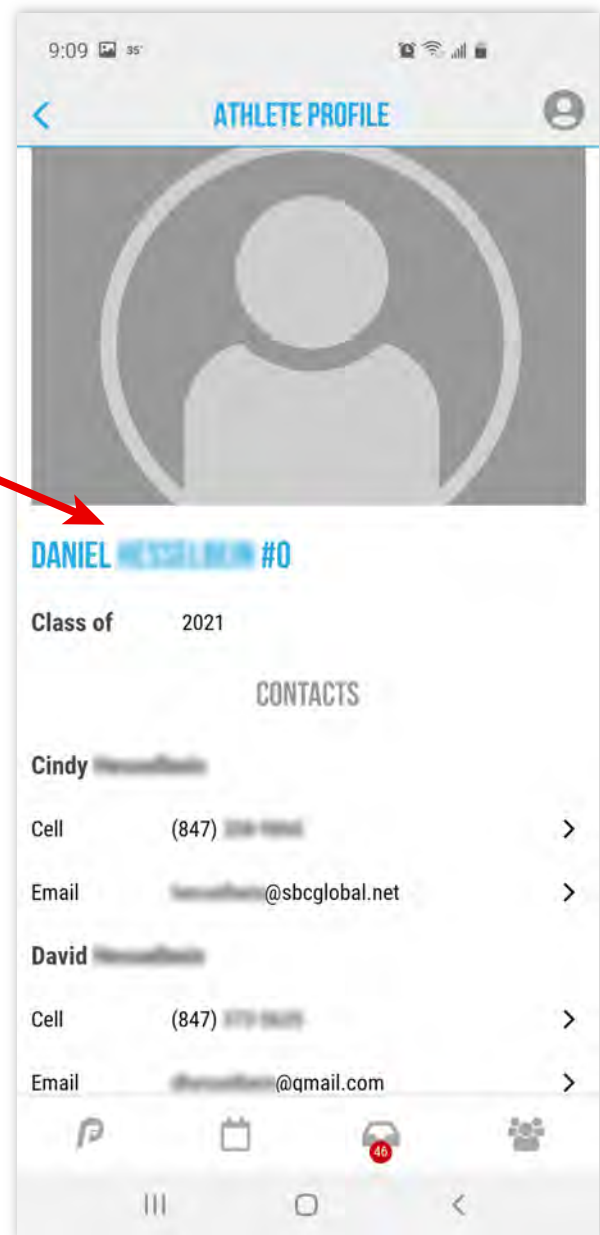 9:09 35°
ATHLETE PROFILE
DANIEL #0
Class of 2021
CONTACTS
Cindy
Cell (847)
Email @sbcglobal.net
David
Cell (847)
Email @gmail.com
46